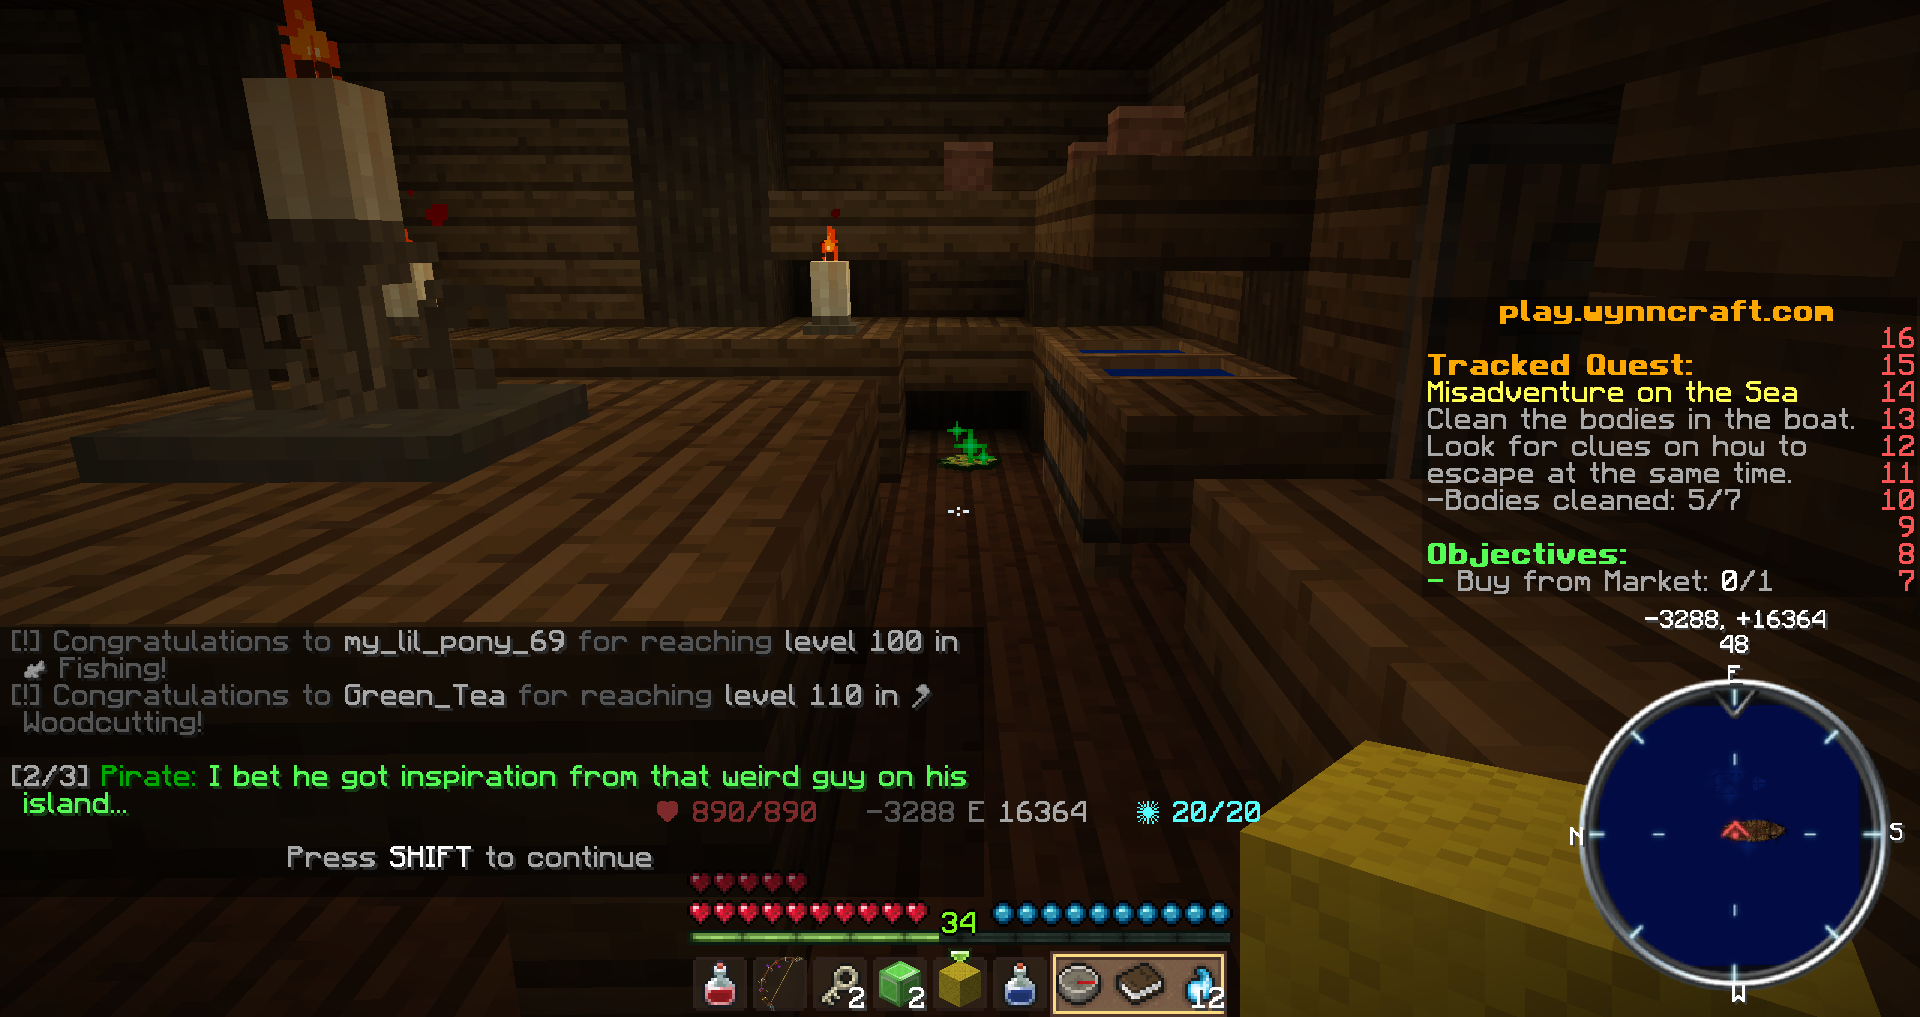 play.wynncraft.com
16
Tracked Quest: 15
Misadventure on the Sea 14
Clean the bodies in the boat. 13
Look for clues on how to 12
escape at the same time. 11
-Bodies cleaned: 5/7 10
9
Objectives: 8
- Buy from Market: 0/1 7
-3288, +16364
48
E
N
S
W
[!] Congratulations to my_lil_pony_69 for reaching level 100 in
Fishing!
[!] Congratulations to Green_Tea for reaching level 110 in
Woodcutting!
[2/3] Pirate: I bet he got inspiration from that weird guy on his
island...
890/890 -3288 E 16364 20/20
Press SHIFT to continue
34
2 2 12